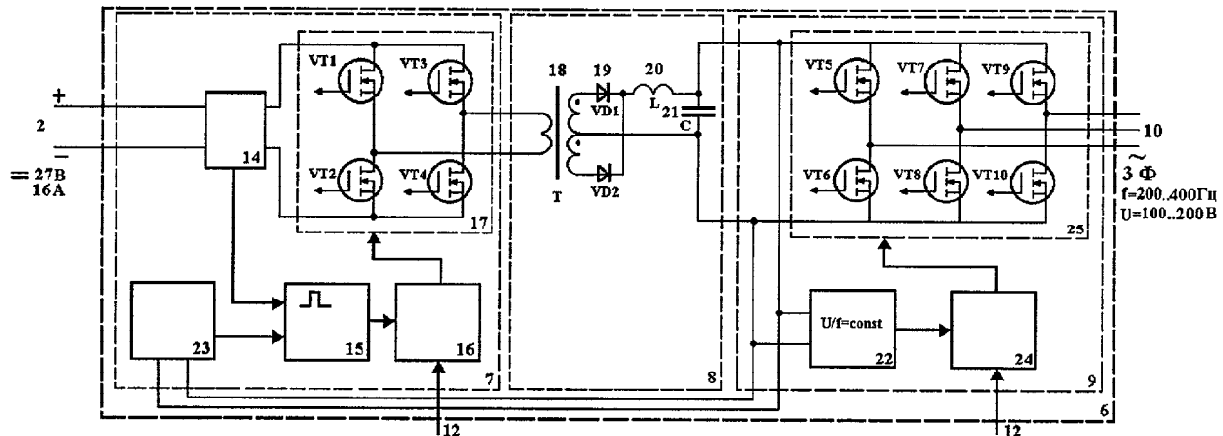 +
2
−
= 27В
16А
14
VT1
VT3
VT2
VT4
17
23
15
16
7
12
18
19
20
VD1
L
21
C
VD2
T
8
VT5
VT7
VT9
VT6
VT8
VT10
25
U/f=const
22
24
9
6
12
10
~
3 Ф
f=200..400Гц
U=100..200В